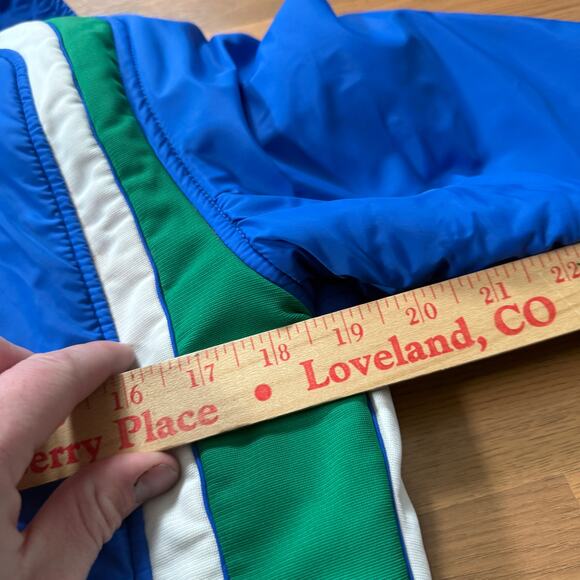 16 17 18 19 20 21 22
erry Place • Loveland, CO